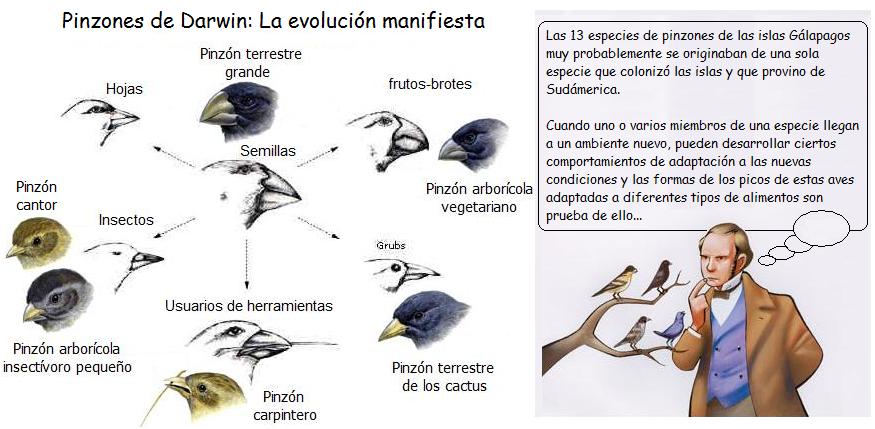 Pinzones de Darwin: La evolución manifiesta
Pinzón terrestre
grande
Hojas
frutos-brotes
Semillas
Pinzón arborícola
vegetariano
Pinzón
cantor
Insectos
Grubs
Usuarios de herramientas
Pinzón arborícola
insectívoro pequeño
Pinzón terrestre
de los cactus
Pinzón
carpintero
Las 13 especies de pinzones de las islas Gálapagos
muy probablemente se originaban de una sola
especie que colonizó las islas y que provino de
Sudámerica.
Cuando uno o varios miembros de una especie llegan
a un ambiente nuevo, pueden desarrollar ciertos
comportamientos de adaptación a las nuevas
condiciones y las formas de los picos de estas aves
adaptadas a diferentes tipos de alimentos son
prueba de ello...